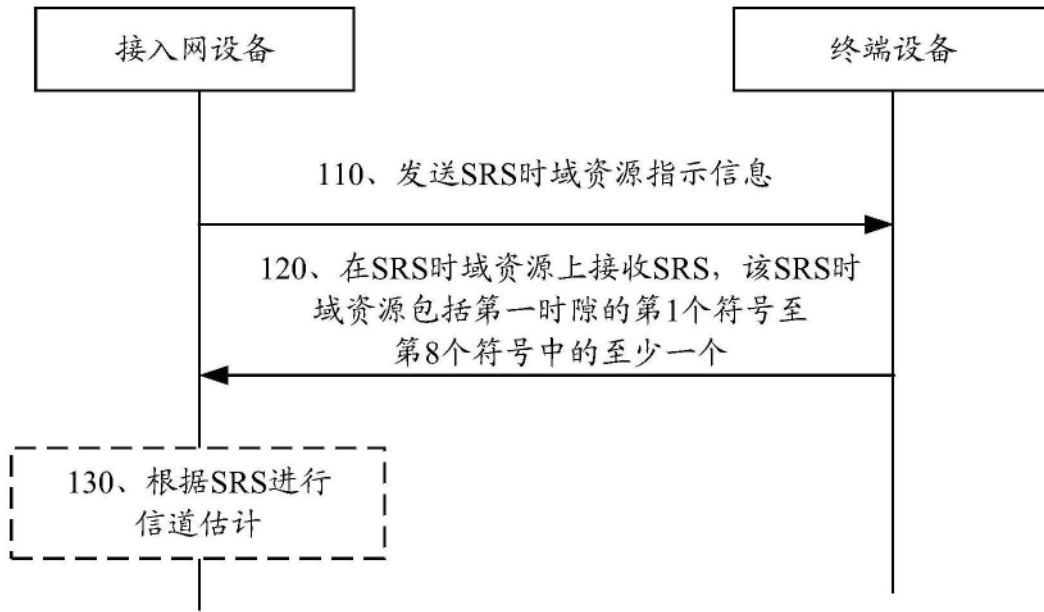 接入网设备
终端设备
110、发送SRS时域资源指示信息
120、在SRS时域资源上接收SRS，该SRS时
域资源包括第一时隙的第1个符号至
第8个符号中的至少一个
130、根据SRS进行
信道估计